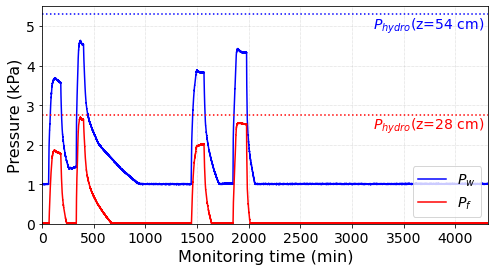 Pressure (kPa)
5
4
3
2
1
0
P_hydro(z=54 cm)
P_hydro(z=28 cm)
P_w
P_f
0 500 1000 1500 2000 2500 3000 3500 4000
Monitoring time (min)